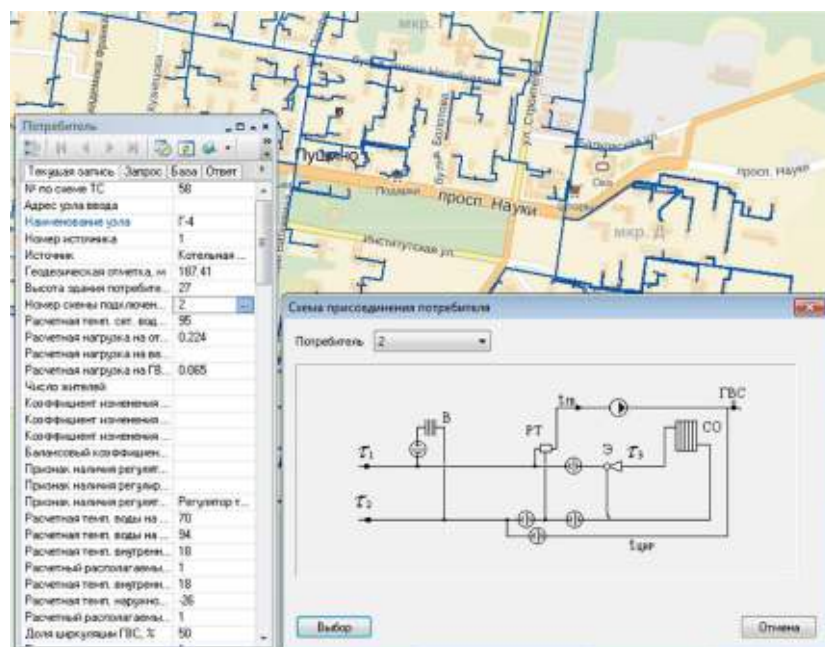 мкр.
Кузнецова
ул. Строителей
Пущино
просп. Науки
просп. Науки
Институтская ул.
мкр. Д
Потребитель
Текущая запись Запрос База Ответ
№ по схеме ТС 58
Адрес узла ввода
Наименование узла Г-4
Номер источника 1
Источник Котельная ...
Геодезическая отметка, м 187.41
Высота здания потребите...  27
Номер схемы подключен... 2 ...
Расчетная темп. сет. вод... 95
Расчетная нагрузка на от... 0.224
Расчетная нагрузка на ве...
Расчетная нагрузка на ГВ... 0.065
Число жителей
Коэффициент изменения ...
Коэффициент изменения ...
Коэффициент изменения ...
Балансовый коэффициен...
Признак наличия регулят...
Признак наличия регулир...
Признак наличия регулят... Регулятор т...
Расчетная темп. воды на ... 70
Расчетная темп. воды на ... 94
Расчетная темп. внутренн... 18
Расчетный располагаемы... 1
Расчетная темп. внутренн... 18
Расчетная темп. наружно... -26
Расчетный располагаемы... 1
Доля циркуляции ГВС, % 50
Схема присоединения потребителя
Потребитель 2
ГВС
В
РТ
Э
СО
τ1
τ3
τ2
tцир
Выбор Отмена